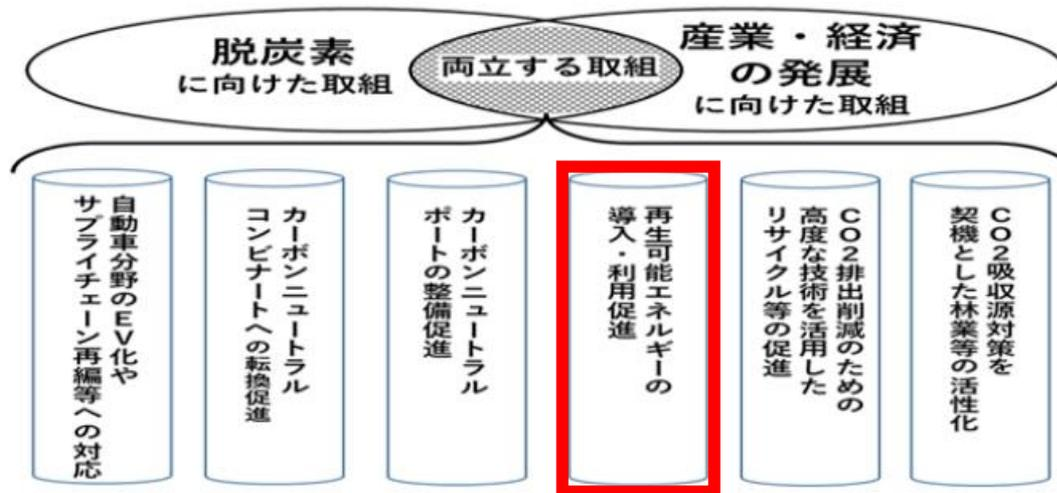 脱炭素
に向けた取組
両立する取組
産業・経済
の発展
に向けた取組
自動車分野のEV化や
サプライチェーン再編等への対応
カーボンニュートラル
コンビナートへの転換促進
カーボンニュートラル
ポートの整備促進
再生可能エネルギーの
導入・利用促進
CO2排出削減のための
高度な技術を活用した
リサイクル等の促進
CO2吸収源対策を
契機とした林業等の活性化